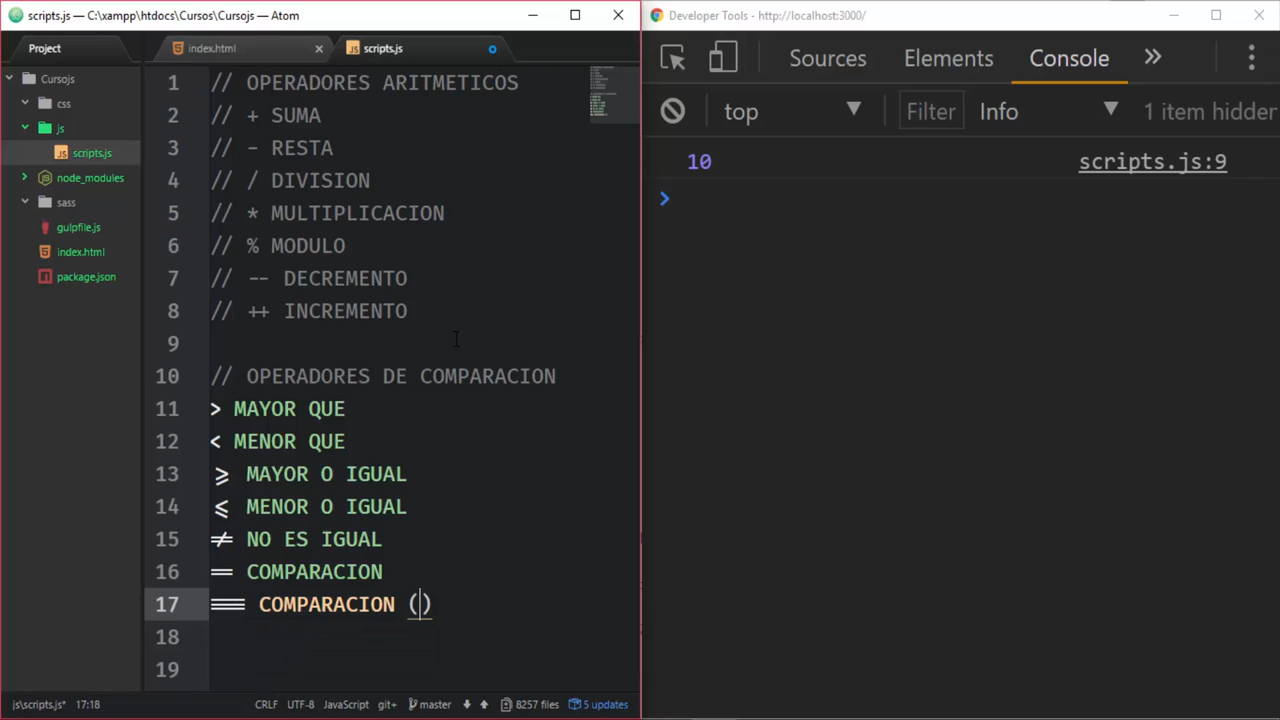 scripts.js — C:\xampp\htdocs\Cursos\Cursojs — Atom
Project
index.html
scripts.js
Cursojs
css
js
scripts.js
node_modules
sass
gulpfile.js
index.html
package.json
1 // OPERADORES ARITMETICOS
2 // + SUMA
3 // - RESTA
4 // / DIVISION
5 // * MULTIPLICACION
6 // % MODULO
7 // -- DECREMENTO
8 // ++ INCREMENTO
9
10 // OPERADORES DE COMPARACION
11 > MAYOR QUE
12 < MENOR QUE
13 >= MAYOR O IGUAL
14 <= MENOR O IGUAL
15 != NO ES IGUAL
16 == COMPARACION
17 === COMPARACION ()
18
19
js\scripts.js* 17:18 CRLF UTF-8 JavaScript git+ master 8257 files 5 updates
Developer Tools - http://localhost:3000/
Sources Elements Console
top Filter Info 1 item hidden
10 scripts.js:9